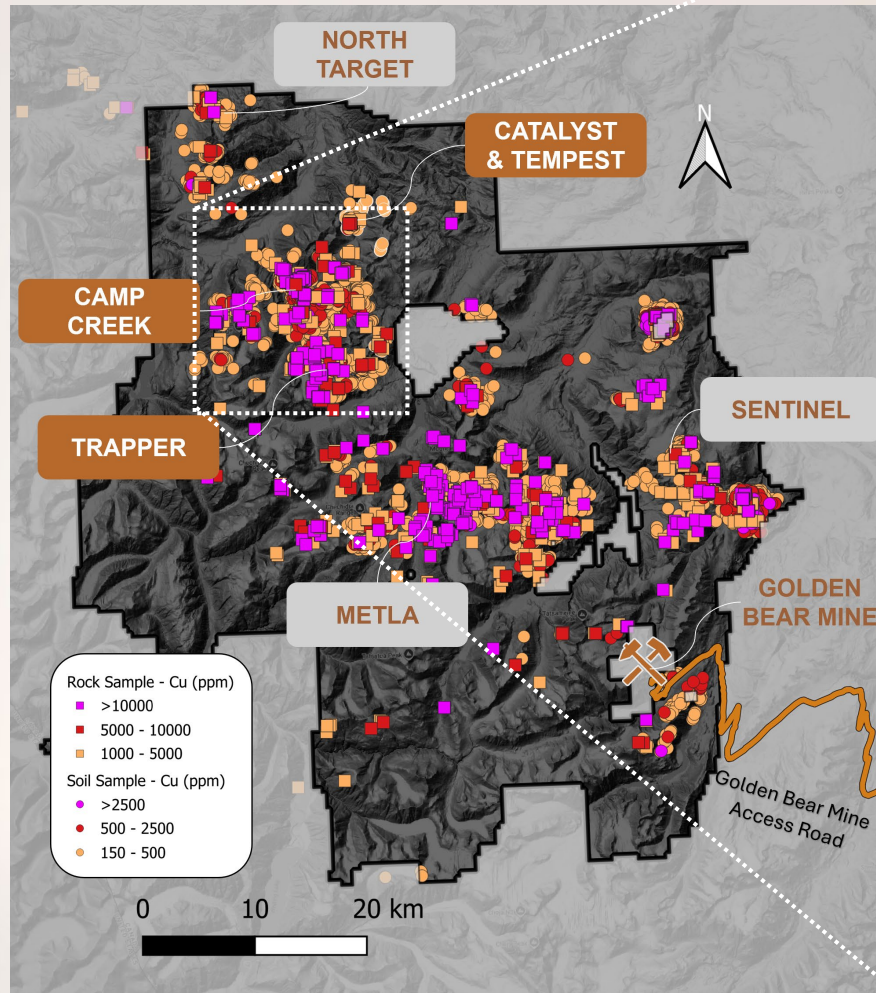 NORTH
TARGET
CATALYST
& TEMPEST
N
CAMP
CREEK
SENTINEL
TRAPPER
METLA
GOLDEN
BEAR MINE
Rock Sample - Cu (ppm)
>10000
5000 - 10000
1000 - 5000
Soil Sample - Cu (ppm)
>2500
500 - 2500
150 - 500
Golden Bear Mine
Access Road
0 10 20 km